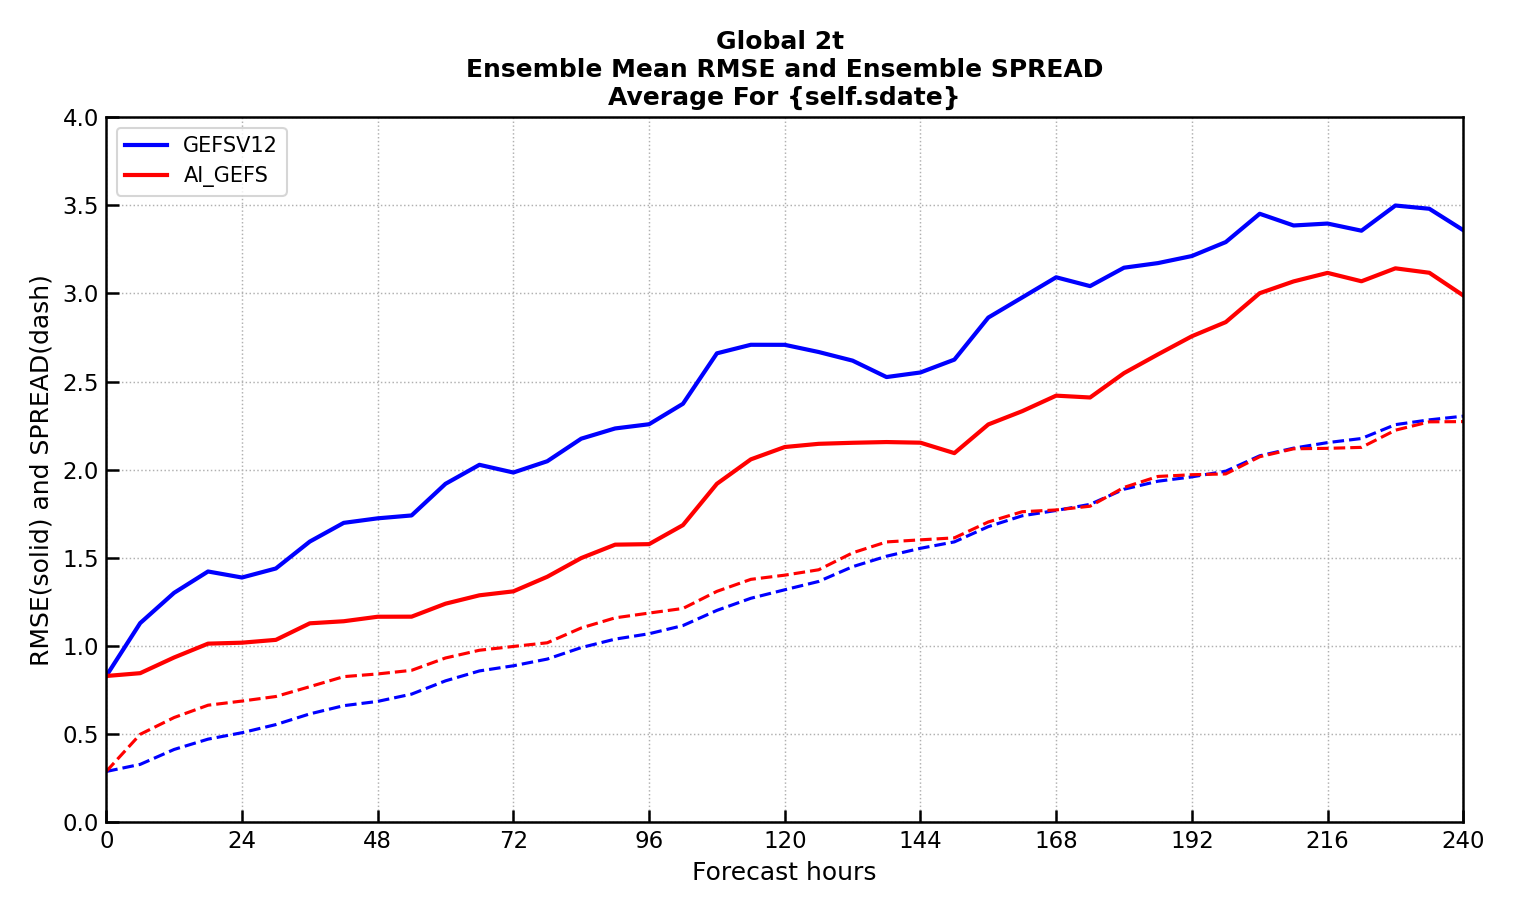 Global 2t
Ensemble Mean RMSE and Ensemble SPREAD
Average For {self.sdate}
GEFSV12
AI_GEFS
RMSE(solid) and SPREAD(dash)
4.0
3.5
3.0
2.5
2.0
1.5
1.0
0.5
0.0
0 24 48 72 96 120 144 168 192 216 240
Forecast hours